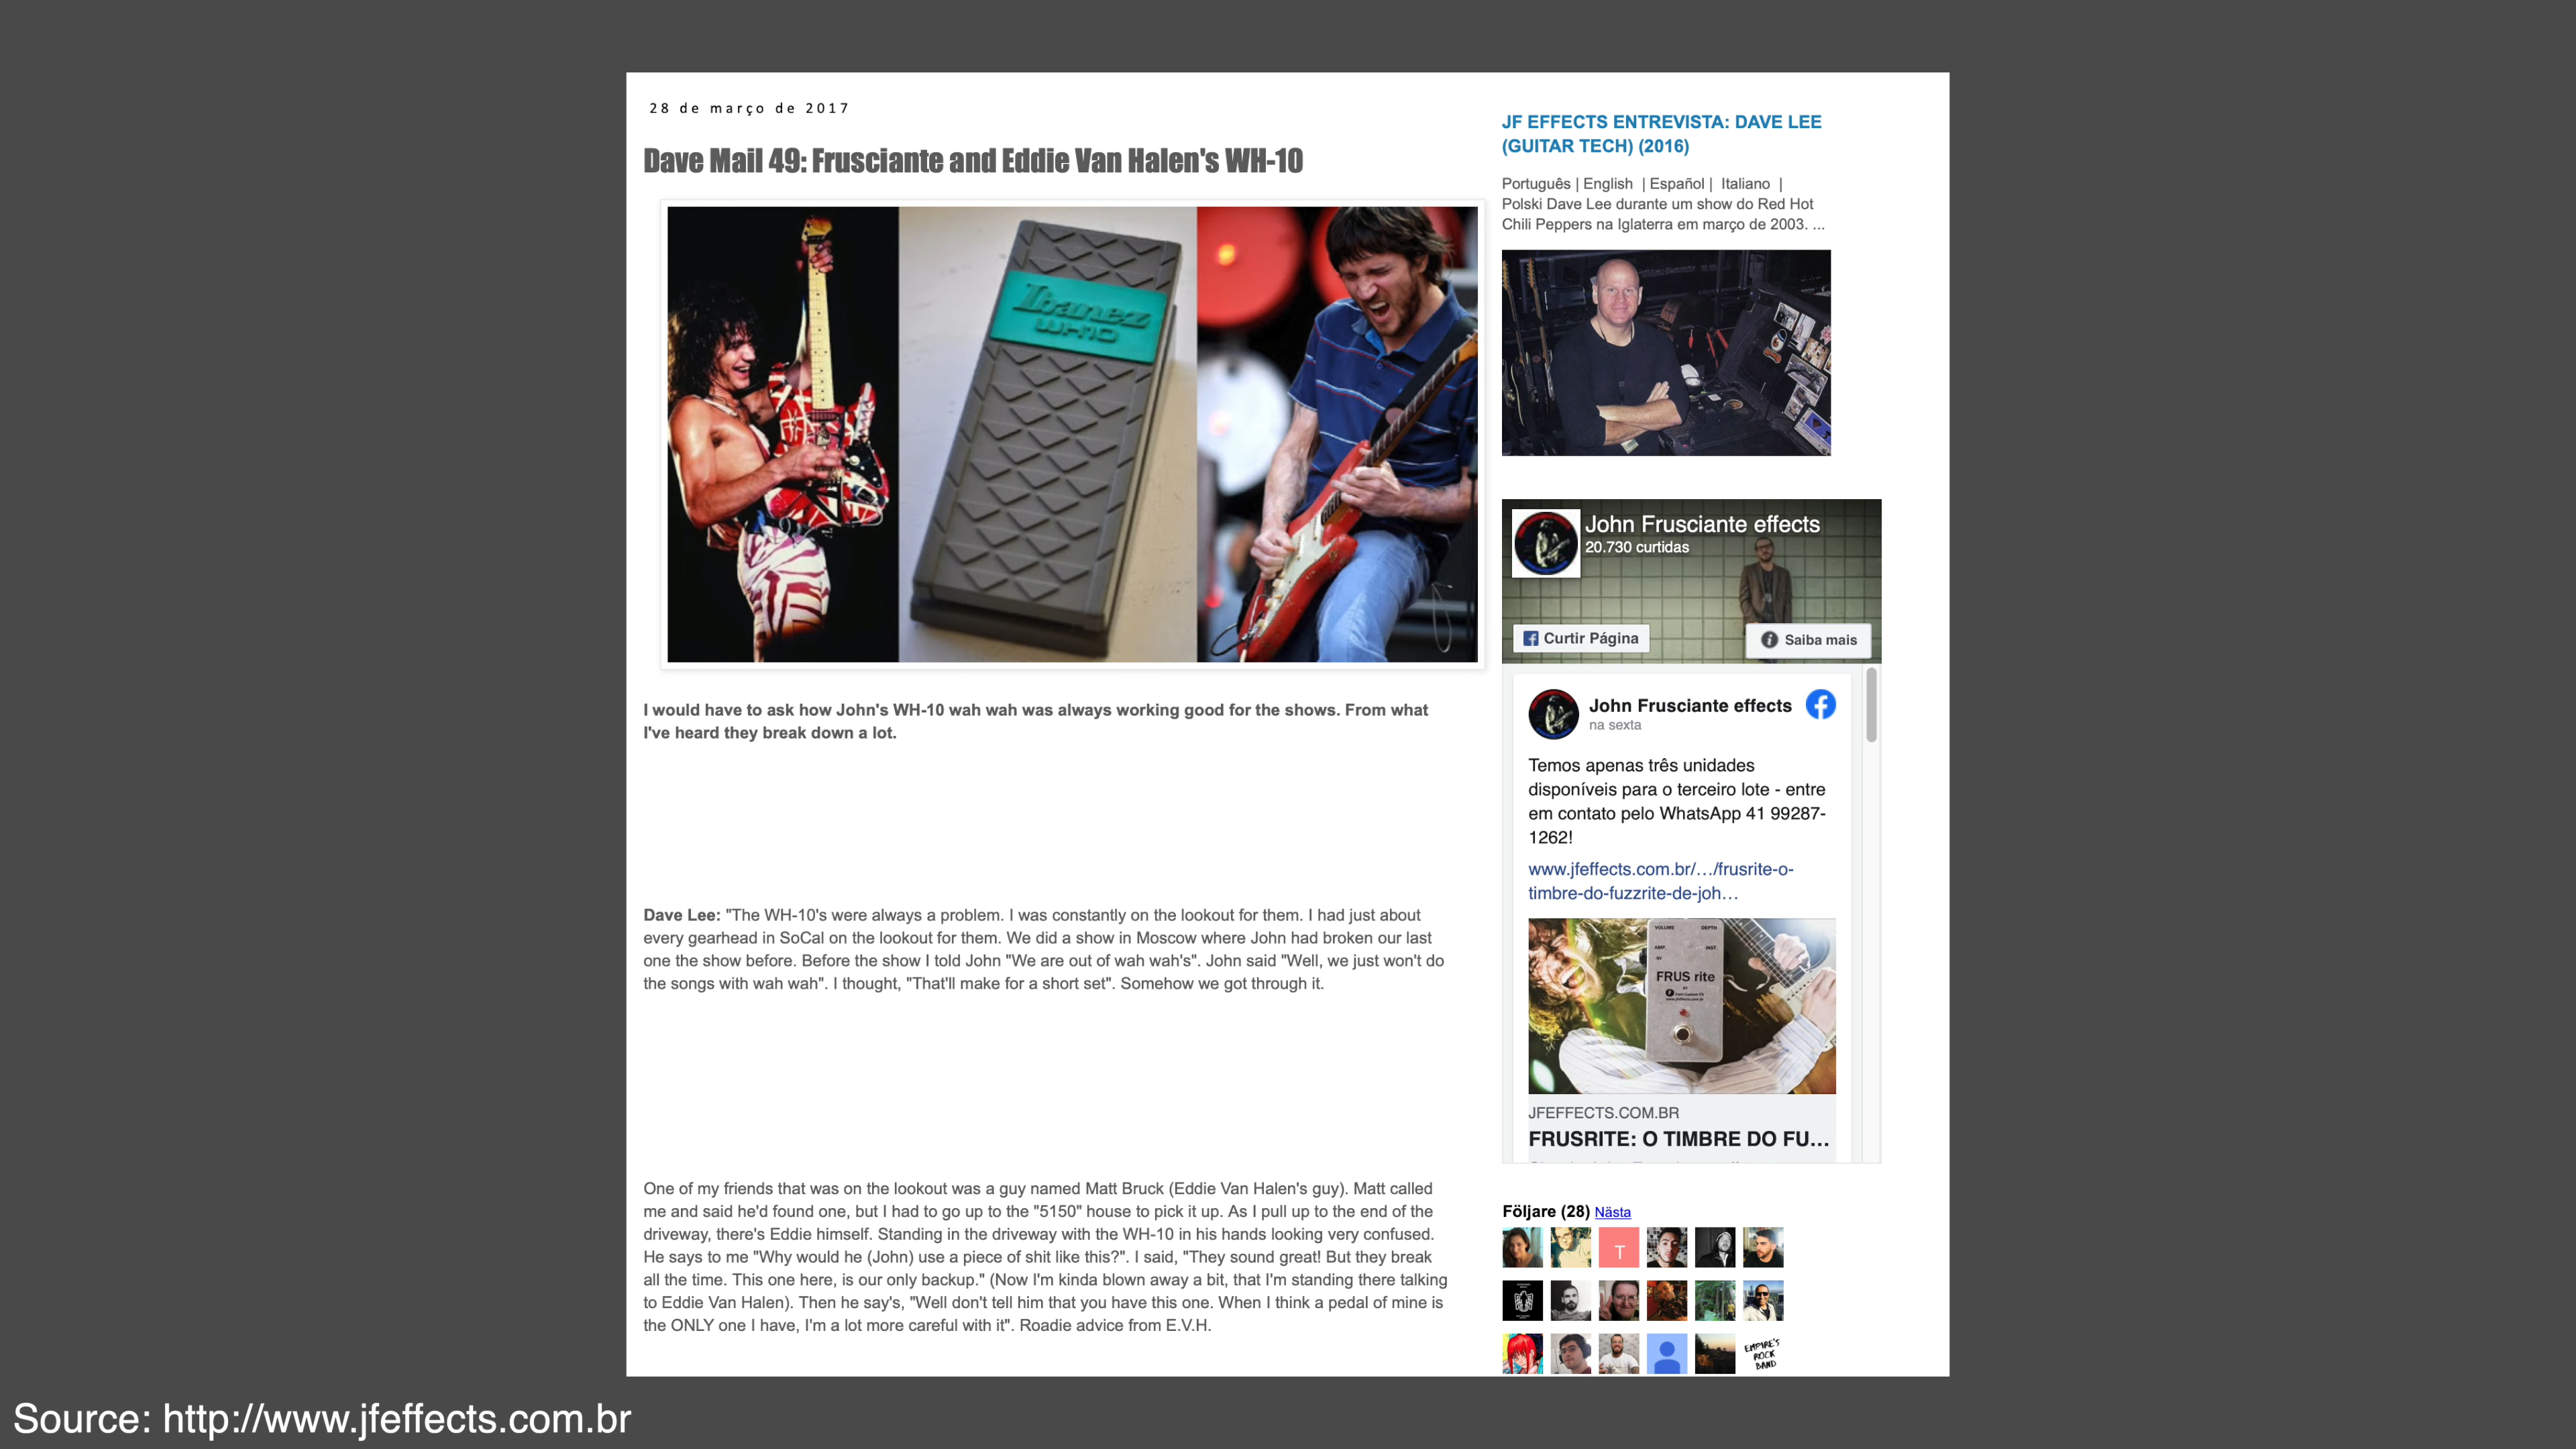 28 de março de 2017
Dave Mail 49: Frusciante and Eddie Van Halen's WH-10
Ibanez
WH10
I would have to ask how John's WH-10 wah wah was always working good for the shows. From what
I've heard they break down a lot.
Dave Lee: "The WH-10's were always a problem. I was constantly on the lookout for them. I had just about
every gearhead in SoCal on the lookout for them. We did a show in Moscow where John had broken our last
one the show before. Before the show I told John "We are out of wah wah's". John said "Well, we just won't do
the songs with wah wah". I thought, "That'll make for a short set". Somehow we got through it.
One of my friends that was on the lookout was a guy named Matt Bruck (Eddie Van Halen's guy). Matt called
me and said he'd found one, but I had to go up to the "5150" house to pick it up. As I pull up to the end of the
driveway, there's Eddie himself. Standing in the driveway with the WH-10 in his hands looking very confused.
He says to me "Why would he (John) use a piece of shit like this?". I said, "They sound great! But they break
all the time. This one here, is our only backup." (Now I'm kinda blown away a bit, that I'm standing there talking
to Eddie Van Halen). Then he say's, "Well don't tell him that you have this one. When I think a pedal of mine is
the ONLY one I have, I'm a lot more careful with it". Roadie advice from E.V.H.
JF EFFECTS ENTREVISTA: DAVE LEE
(GUITAR TECH) (2016)
Português | English | Español | Italiano |
Polski Dave Lee durante um show do Red Hot
Chili Peppers na Iglaterra em março de 2003. ...
John Frusciante effects
20.730 curtidas
Curtir Página
Saiba mais
John Frusciante effects
na sexta
Temos apenas três unidades
disponíveis para o terceiro lote - entre
em contato pelo WhatsApp 41 99287-
1262!
www.jfeffects.com.br/…/frusrite-o-
timbre-do-fuzzrite-de-joh…
VOLUME DEPTH
AMP. INST.
FRUS rite
BY
JFEFFECTS.COM.BR
FRUSRITE: O TIMBRE DO FU…
Följare (28) Nästa
T
EMPIRE'S
ROCK
BAND
Source: http://www.jfeffects.com.br